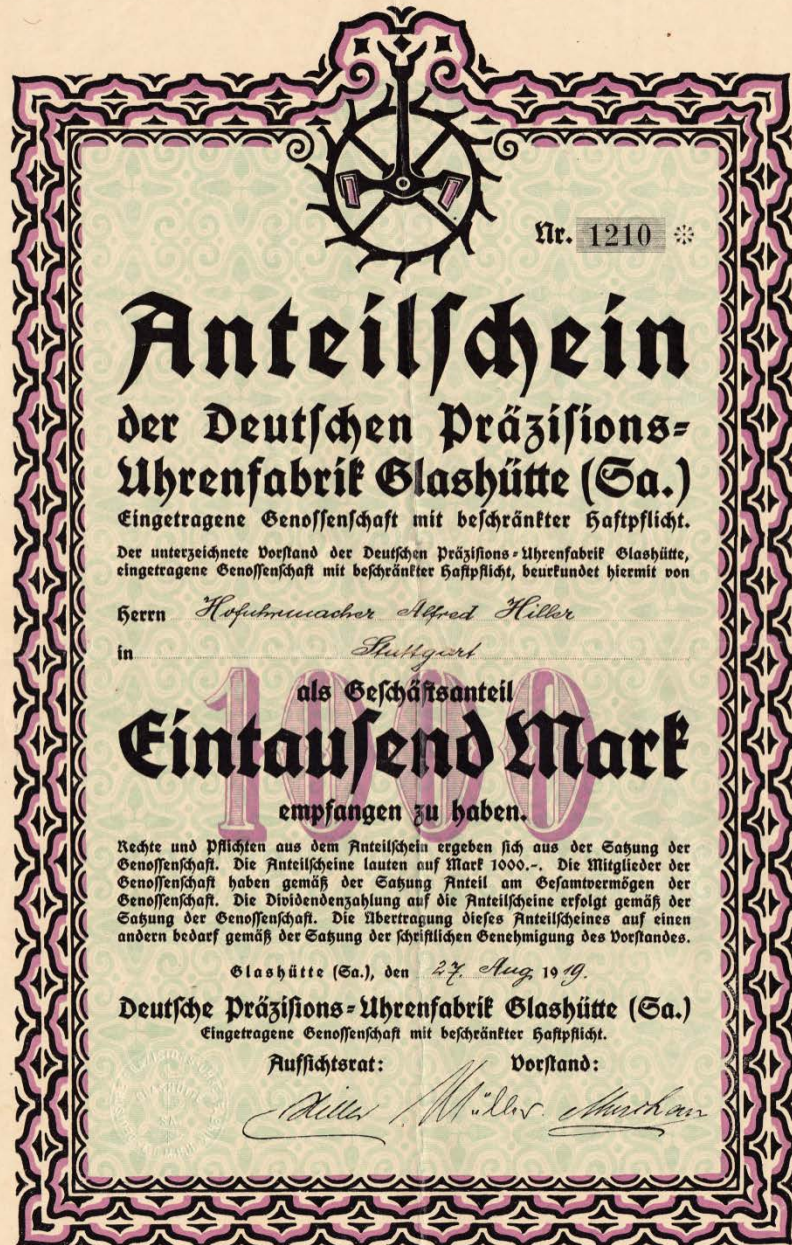 Nr. 1210
Anteilschein
der Deutschen Präzisions-
Uhrenfabrik Glashütte (Sa.)
Eingetragene Genossenschaft mit beschränkter Haftpflicht.
Der unterzeichnete Vorstand der Deutschen Präzisions-Uhrenfabrik Glashütte,
eingetragene Genossenschaft mit beschränkter Haftpflicht, beurkundet hiermit von
Herrn Hofuhrmacher Alfred Hiller
in Stuttgart
1000
als Geschäftsanteil
Eintausend Mark
empfangen zu haben.
Rechte und Pflichten aus dem Anteilschein ergeben sich aus der Satzung der
Genossenschaft. Die Anteilscheine lauten auf Mark 1000.-. Die Mitglieder der
Genossenschaft haben gemäß der Satzung Anteil am Gesamtvermögen der
Genossenschaft. Die Dividendenzahlung auf die Anteilscheine erfolgt gemäß der
Satzung der Genossenschaft. Die Übertragung dieses Anteilscheines auf einen
andern bedarf gemäß der Satzung der schriftlichen Genehmigung des Vorstandes.
Glashütte (Sa.), den 27. Aug. 1919.
Deutsche Präzisions-Uhrenfabrik Glashütte (Sa.)
Eingetragene Genossenschaft mit beschränkter Haftpflicht.
Aufsichtsrat: Vorstand:
Hiller Müller